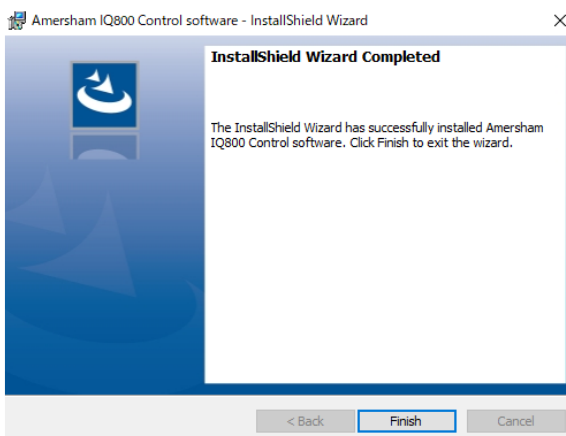 Amersham IQ800 Control software - InstallShield Wizard
InstallShield Wizard Completed
The InstallShield Wizard has successfully installed Amersham
IQ800 Control software. Click Finish to exit the wizard.
< Back
Finish
Cancel